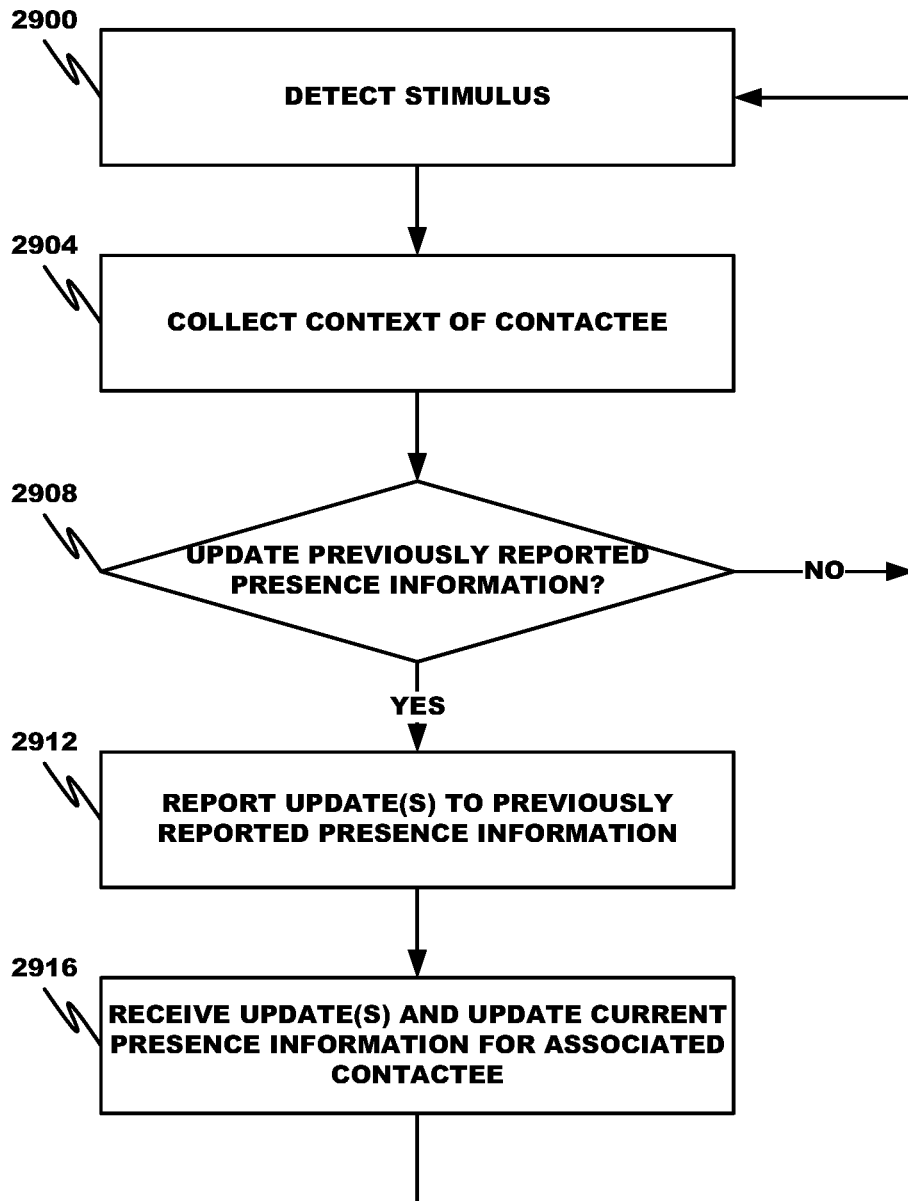 2900
DETECT STIMULUS
2904
COLLECT CONTEXT OF CONTACTEE
2908
UPDATE PREVIOUSLY REPORTED
PRESENCE INFORMATION?
NO
YES
2912
REPORT UPDATE(S) TO PREVIOUSLY
REPORTED PRESENCE INFORMATION
2916
RECEIVE UPDATE(S) AND UPDATE CURRENT
PRESENCE INFORMATION FOR ASSOCIATED
CONTACTEE